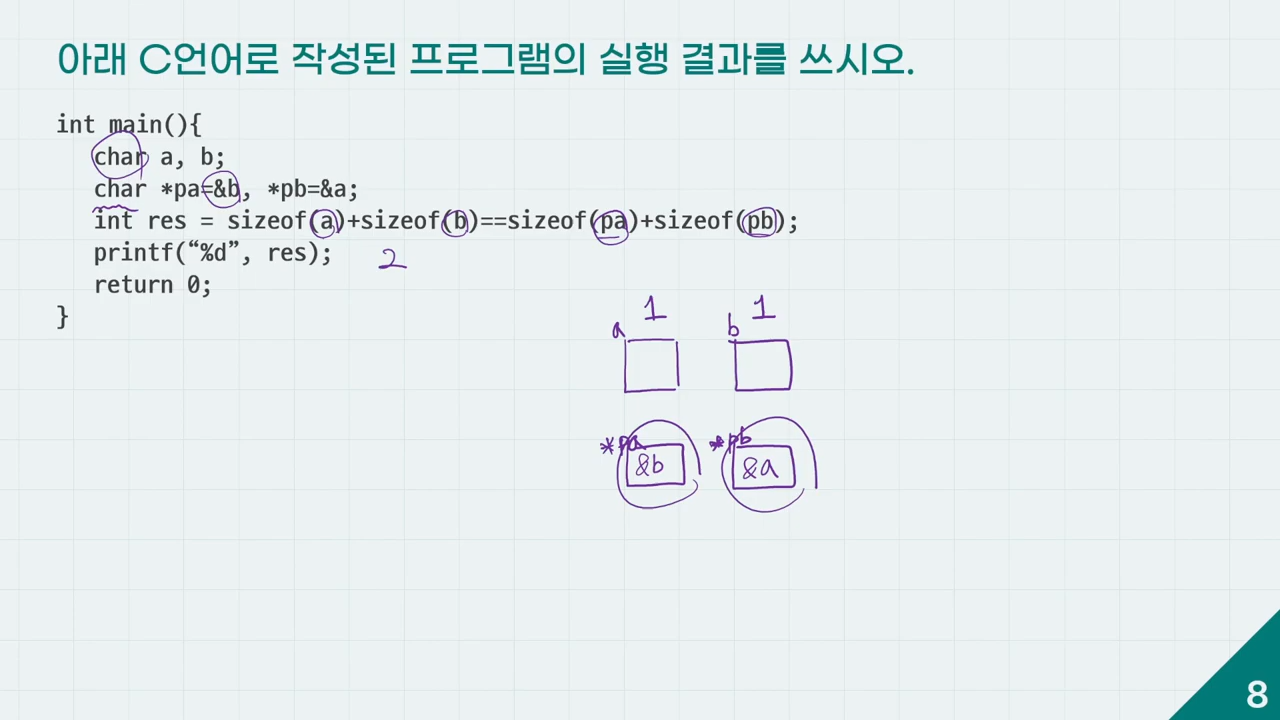 아래 C언어로 작성된 프로그램의 실행 결과를 쓰시오.
int main(){
char a, b;
char *pa=&b, *pb=&a;
int res = sizeof(a)+sizeof(b)==sizeof(pa)+sizeof(pb);
printf(“%d”, res);
2
return 0;
}
1 1
a b
*pa *pb
&b &a
8